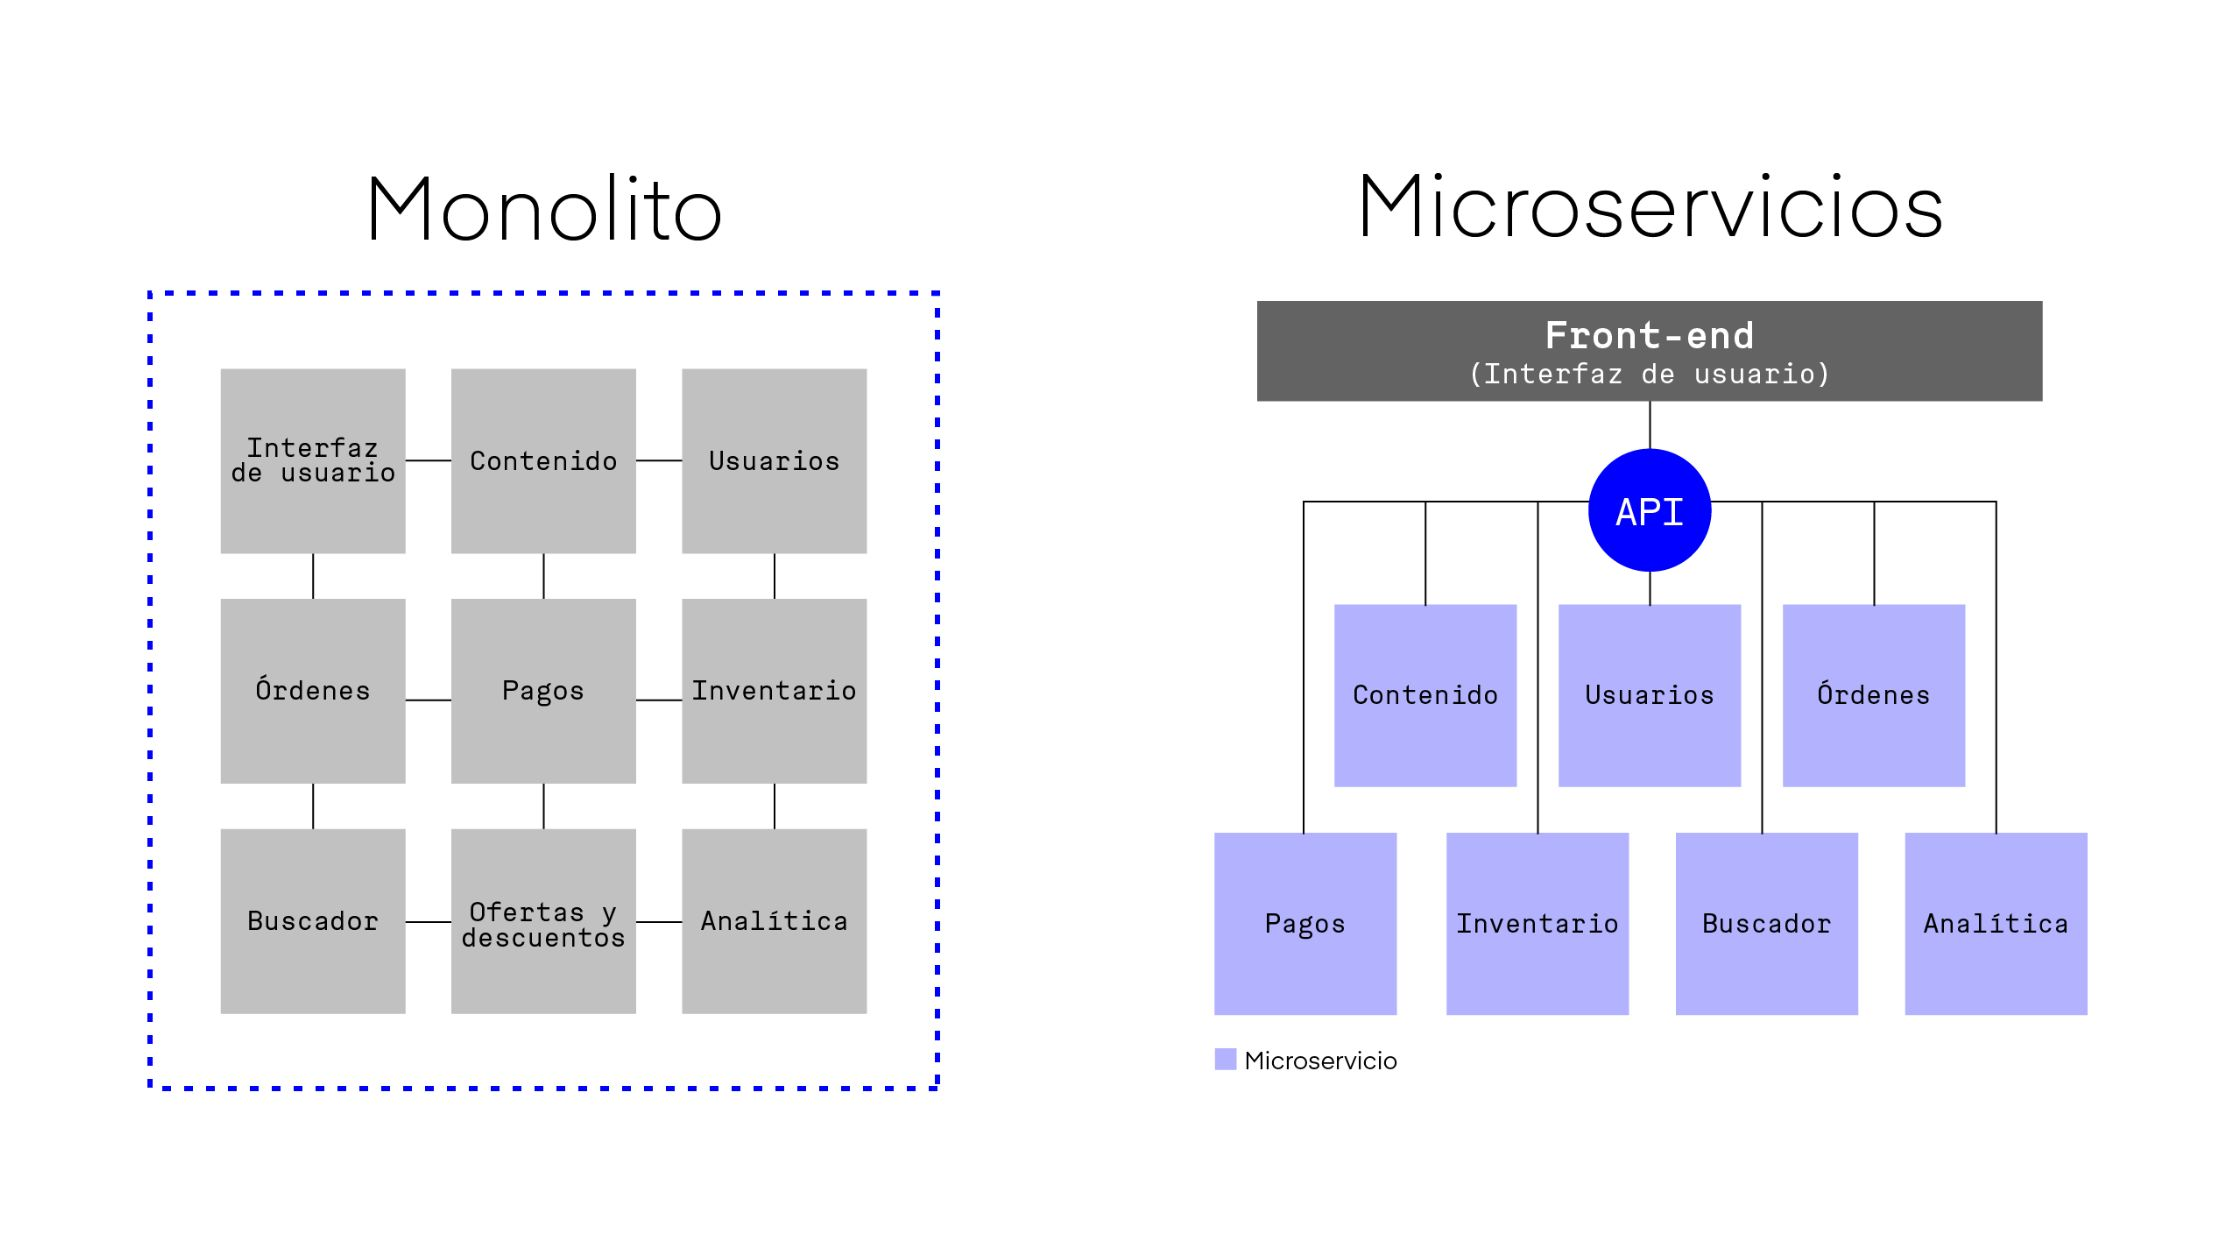 Monolito
Interfaz
de usuario
Contenido
Usuarios
Órdenes
Pagos
Inventario
Buscador
Ofertas y
descuentos
Analítica
Microservicios
Front-end
(Interfaz de usuario)
API
Contenido
Usuarios
Órdenes
Pagos
Inventario
Buscador
Analítica
Microservicio